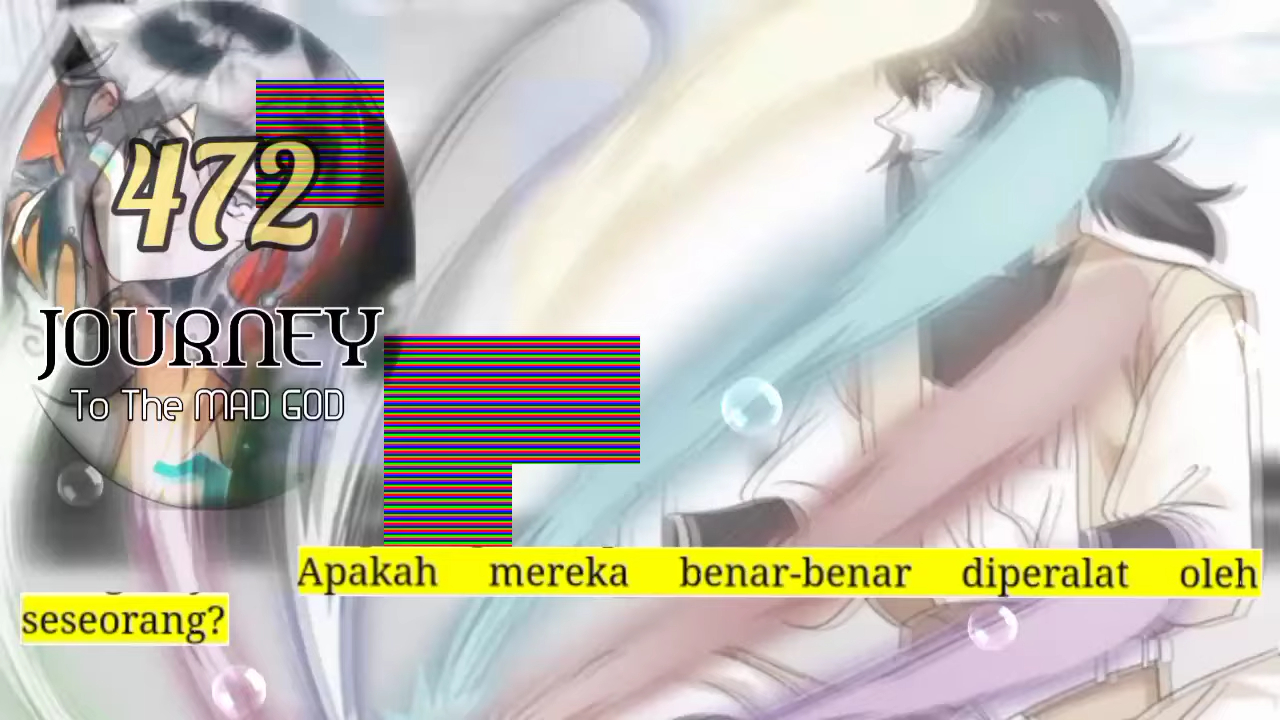 472
JOURNEY
To The MAD GOD
Apakah mereka benar-benar diperalat oleh
seseorang?